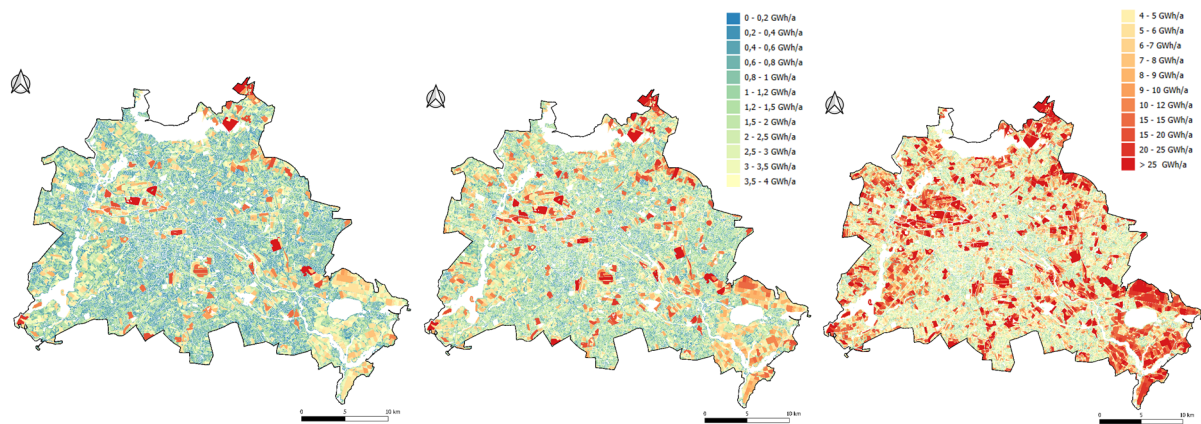 0 - 0,2 GWh/a
0,2 - 0,4 GWh/a
0,4 - 0,6 GWh/a
0,6 - 0,8 GWh/a
0,8 - 1 GWh/a
1 - 1,2 GWh/a
1,2 - 1,5 GWh/a
1,5 - 2 GWh/a
2 - 2,5 GWh/a
2,5 - 3 GWh/a
3 - 3,5 GWh/a
3,5 - 4 GWh/a
4 - 5 GWh/a
5 - 6 GWh/a
6 -7 GWh/a
7 - 8 GWh/a
8 - 9 GWh/a
9 - 10 GWh/a
10 - 12 GWh/a
15 - 15 GWh/a
15 - 20 GWh/a
20 - 25 GWh/a
> 25 GWh/a
0 5 10 km
0 5 10 km
0 5 10 km